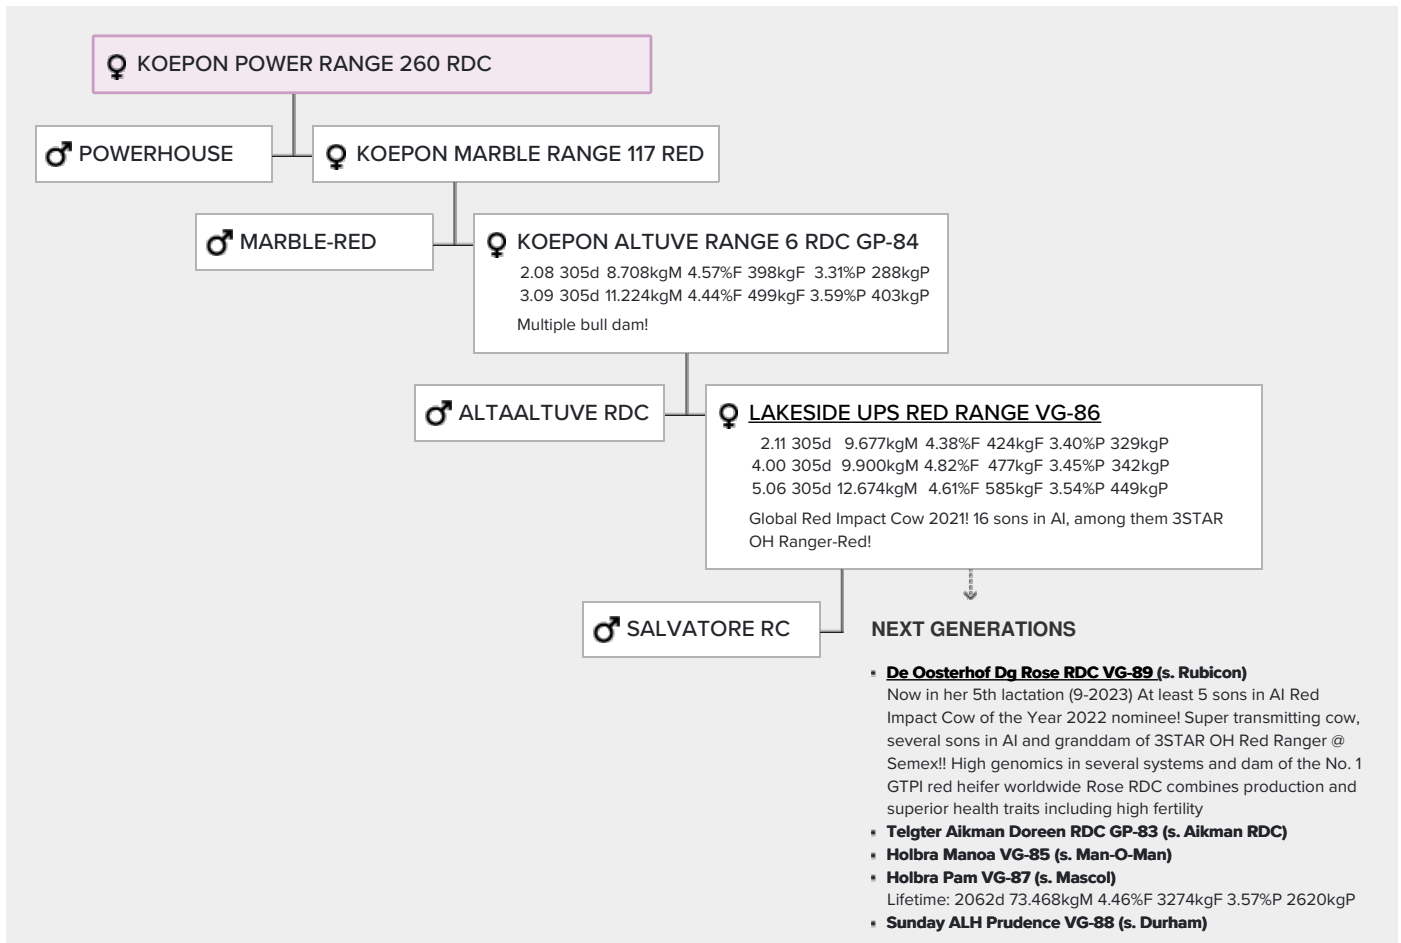 KOEPON POWER RANGE 260 RDC
POWERHOUSE
KOEPON MARBLE RANGE 117 RED
MARBLE-RED
KOEPON ALTUVE RANGE 6 RDC GP-84
2.08 305d 8.708kgM 4.57%F 398kgF 3.31%P 288kgP
3.09 305d 11.224kgM 4.44%F 499kgF 3.59%P 403kgP
Multiple bull dam!
ALTAALTUVE RDC
LAKESIDE UPS RED RANGE VG-86
2.11 305d 9.677kgM 4.38%F 424kgF 3.40%P 329kgP
4.00 305d 9.900kgM 4.82%F 477kgF 3.45%P 342kgP
5.06 305d 12.674kgM 4.61%F 585kgF 3.54%P 449kgP
Global Red Impact Cow 2021! 16 sons in AI, among them 3STAR
OH Ranger-Red!
SALVATORE RC
NEXT GENERATIONS
De Oosterhof Dg Rose RDC VG-89 (s. Rubicon)
Now in her 5th lactation (9-2023) At least 5 sons in AI Red
Impact Cow of the Year 2022 nominee! Super transmitting cow,
several sons in AI and granddam of 3STAR OH Red Ranger @
Semex!! High genomics in several systems and dam of the No. 1
GTPI red heifer worldwide Rose RDC combines production and
superior health traits including high fertility
Telgter Aikman Doreen RDC GP-83 (s. Aikman RDC)
Holbra Manoa VG-85 (s. Man-O-Man)
Holbra Pam VG-87 (s. Mascol)
Lifetime: 2062d 73.468kgM 4.46%F 3274kgF 3.57%P 2620kgP
Sunday ALH Prudence VG-88 (s. Durham)